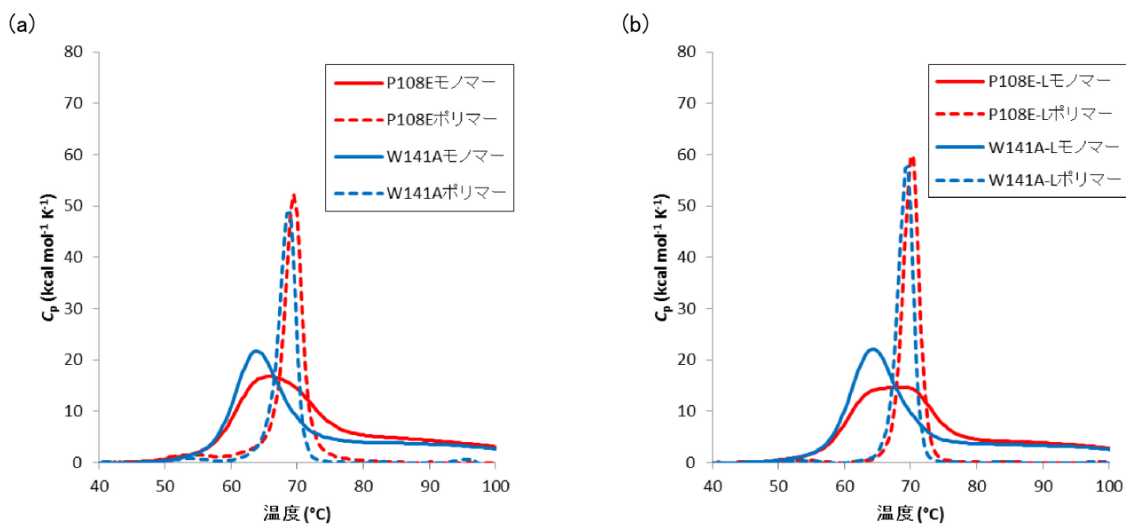 (a)
80
70
60
50
40
30
20
10
0
Cp (kcal mol-1 K-1)
P108Eモノマー
P108Eポリマー
W141Aモノマー
W141Aポリマー
40 50 60 70 80 90 100
温度 (°C)
(b)
80
70
60
50
40
30
20
10
0
Cp (kcal mol-1 K-1)
P108E-Lモノマー
P108E-Lポリマー
W141A-Lモノマー
W141A-Lポリマー
40 50 60 70 80 90 100
温度 (°C)